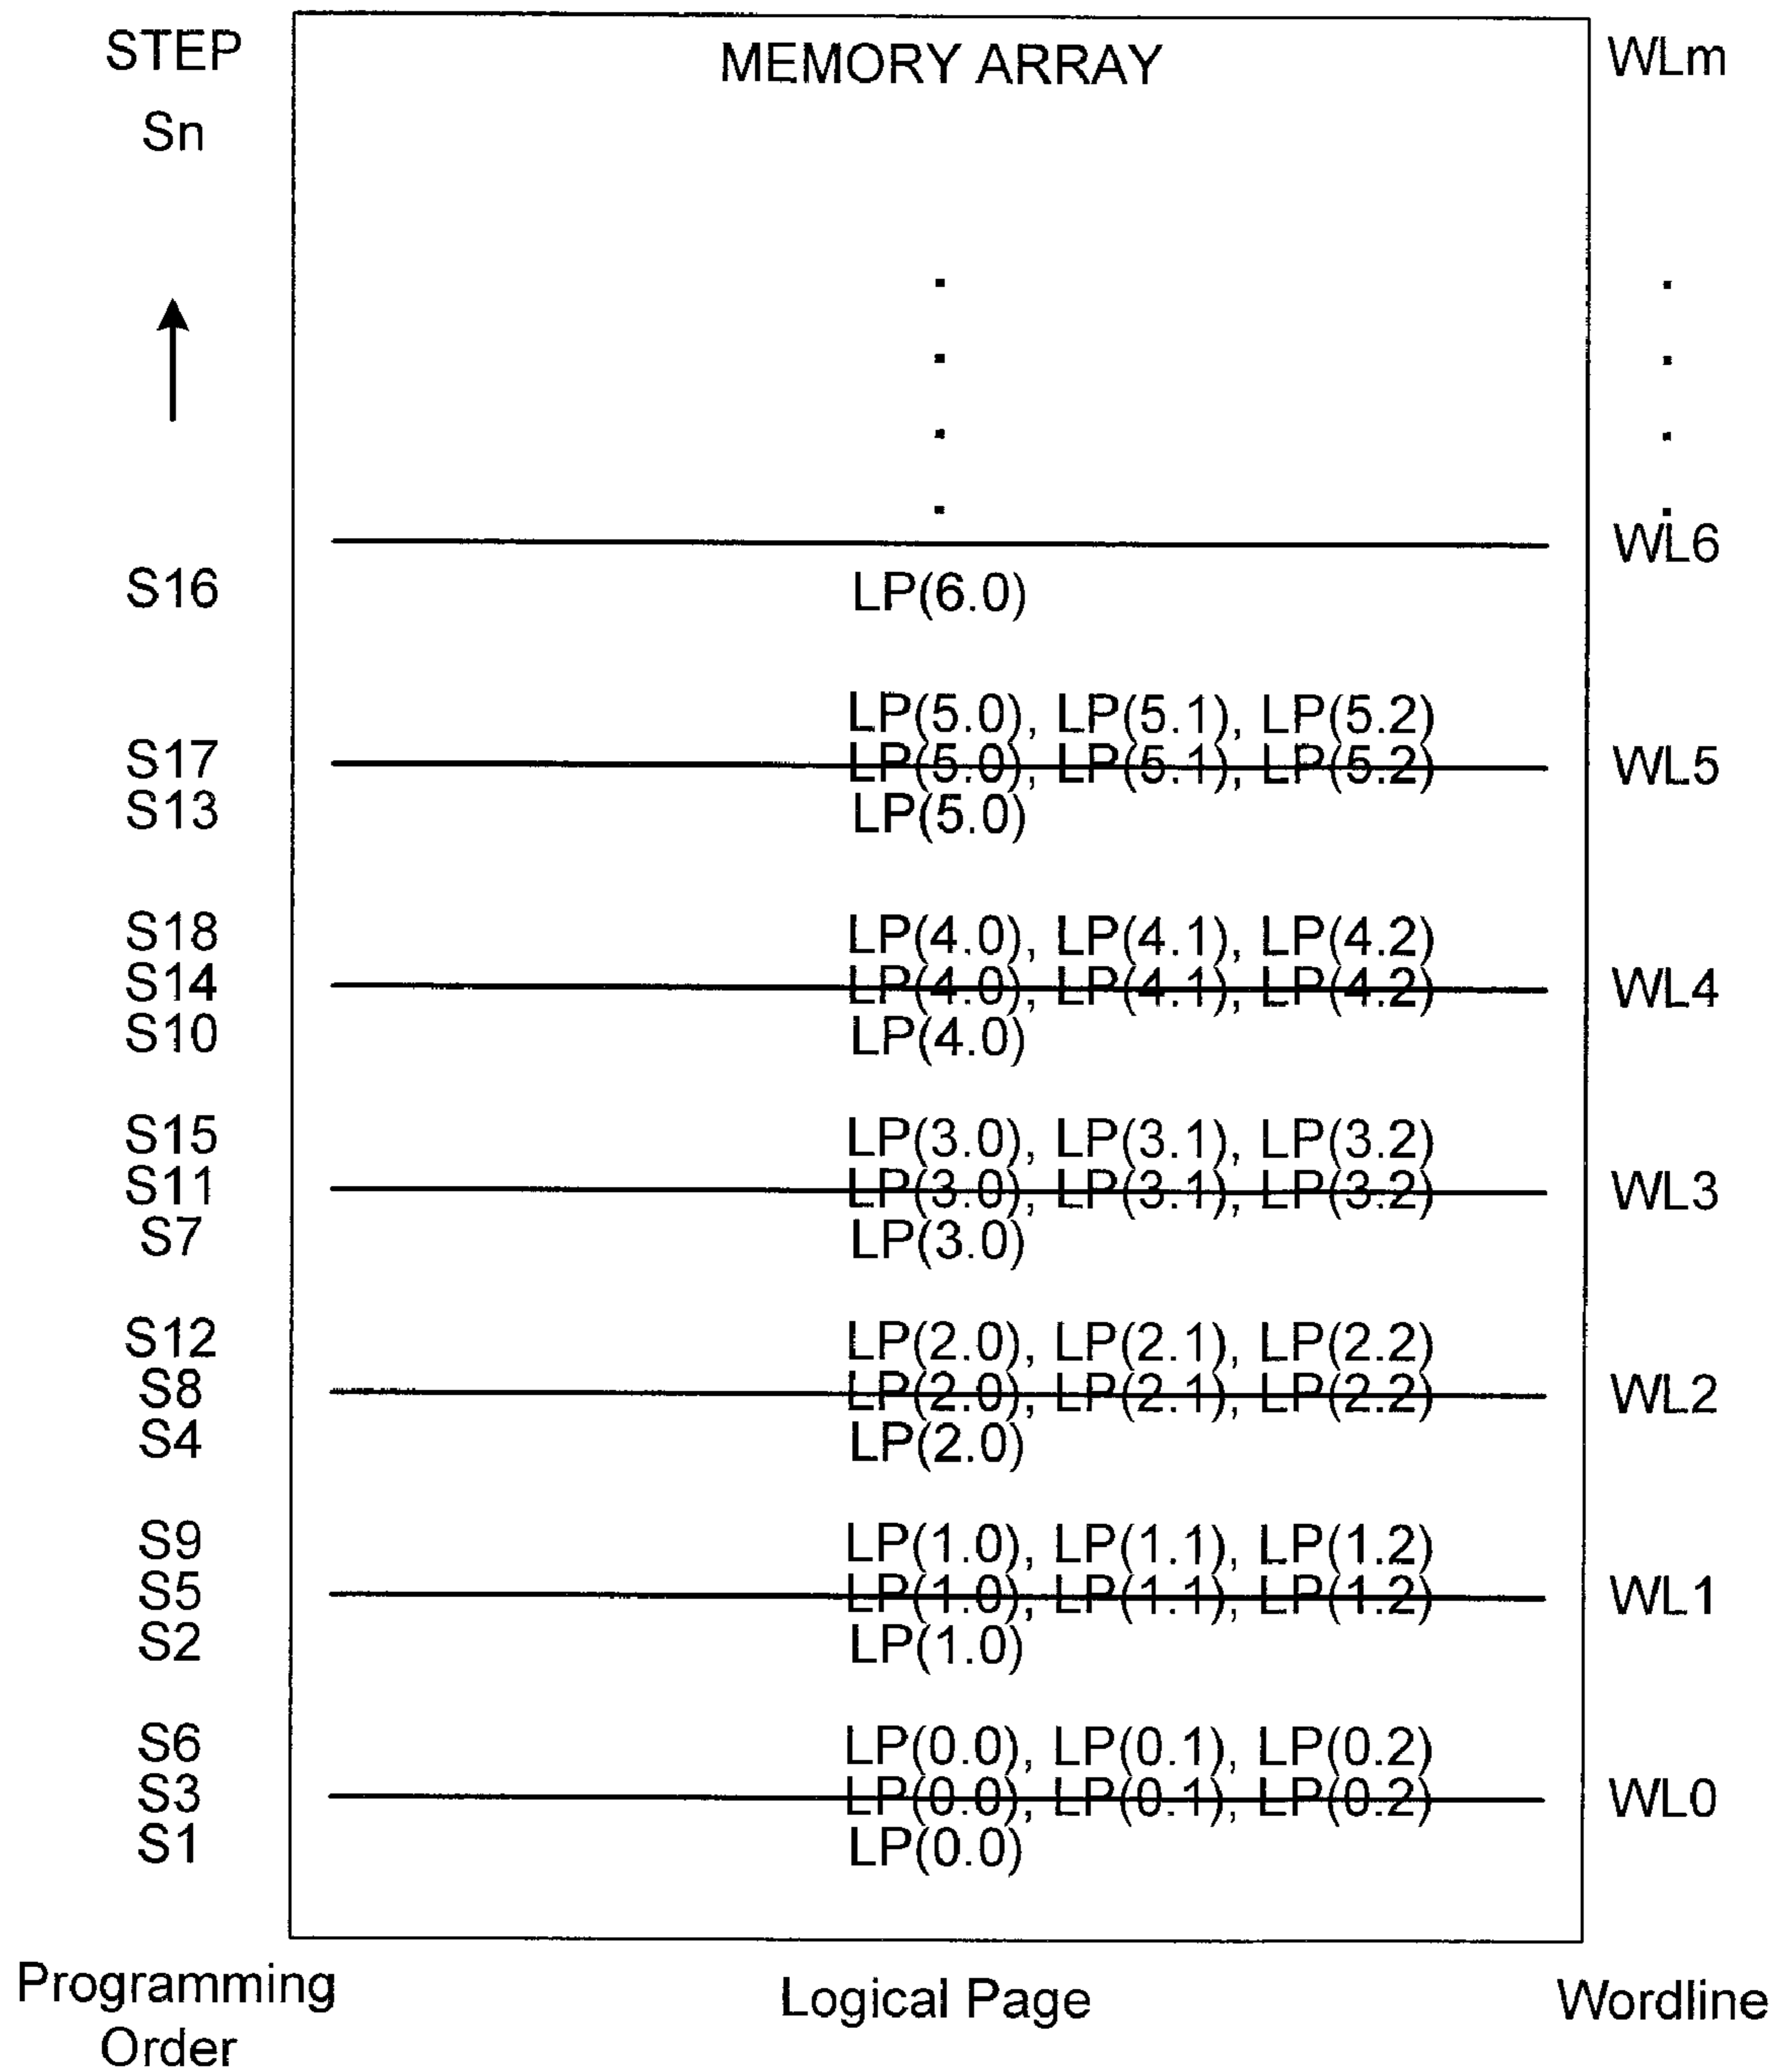 STEP MEMORY ARRAY WLm
Sn
WL6
S16 LP(6.0)
LP(5.0), LP(5.1), LP(5.2)
S17 LP(5.0), LP(5.1), LP(5.2) WL5
S13 LP(5.0)
S18 LP(4.0), LP(4.1), LP(4.2)
S14 LP(4.0), LP(4.1), LP(4.2) WL4
S10 LP(4.0)
S15 LP(3.0), LP(3.1), LP(3.2)
S11 LP(3.0), LP(3.1), LP(3.2) WL3
S7 LP(3.0)
S12 LP(2.0), LP(2.1), LP(2.2)
S8 LP(2.0), LP(2.1), LP(2.2) WL2
S4 LP(2.0)
S9 LP(1.0), LP(1.1), LP(1.2)
S5 LP(1.0), LP(1.1), LP(1.2) WL1
S2 LP(1.0)
S6 LP(0.0), LP(0.1), LP(0.2)
S3 LP(0.0), LP(0.1), LP(0.2) WL0
S1 LP(0.0)
Programming Logical Page Wordline
Order